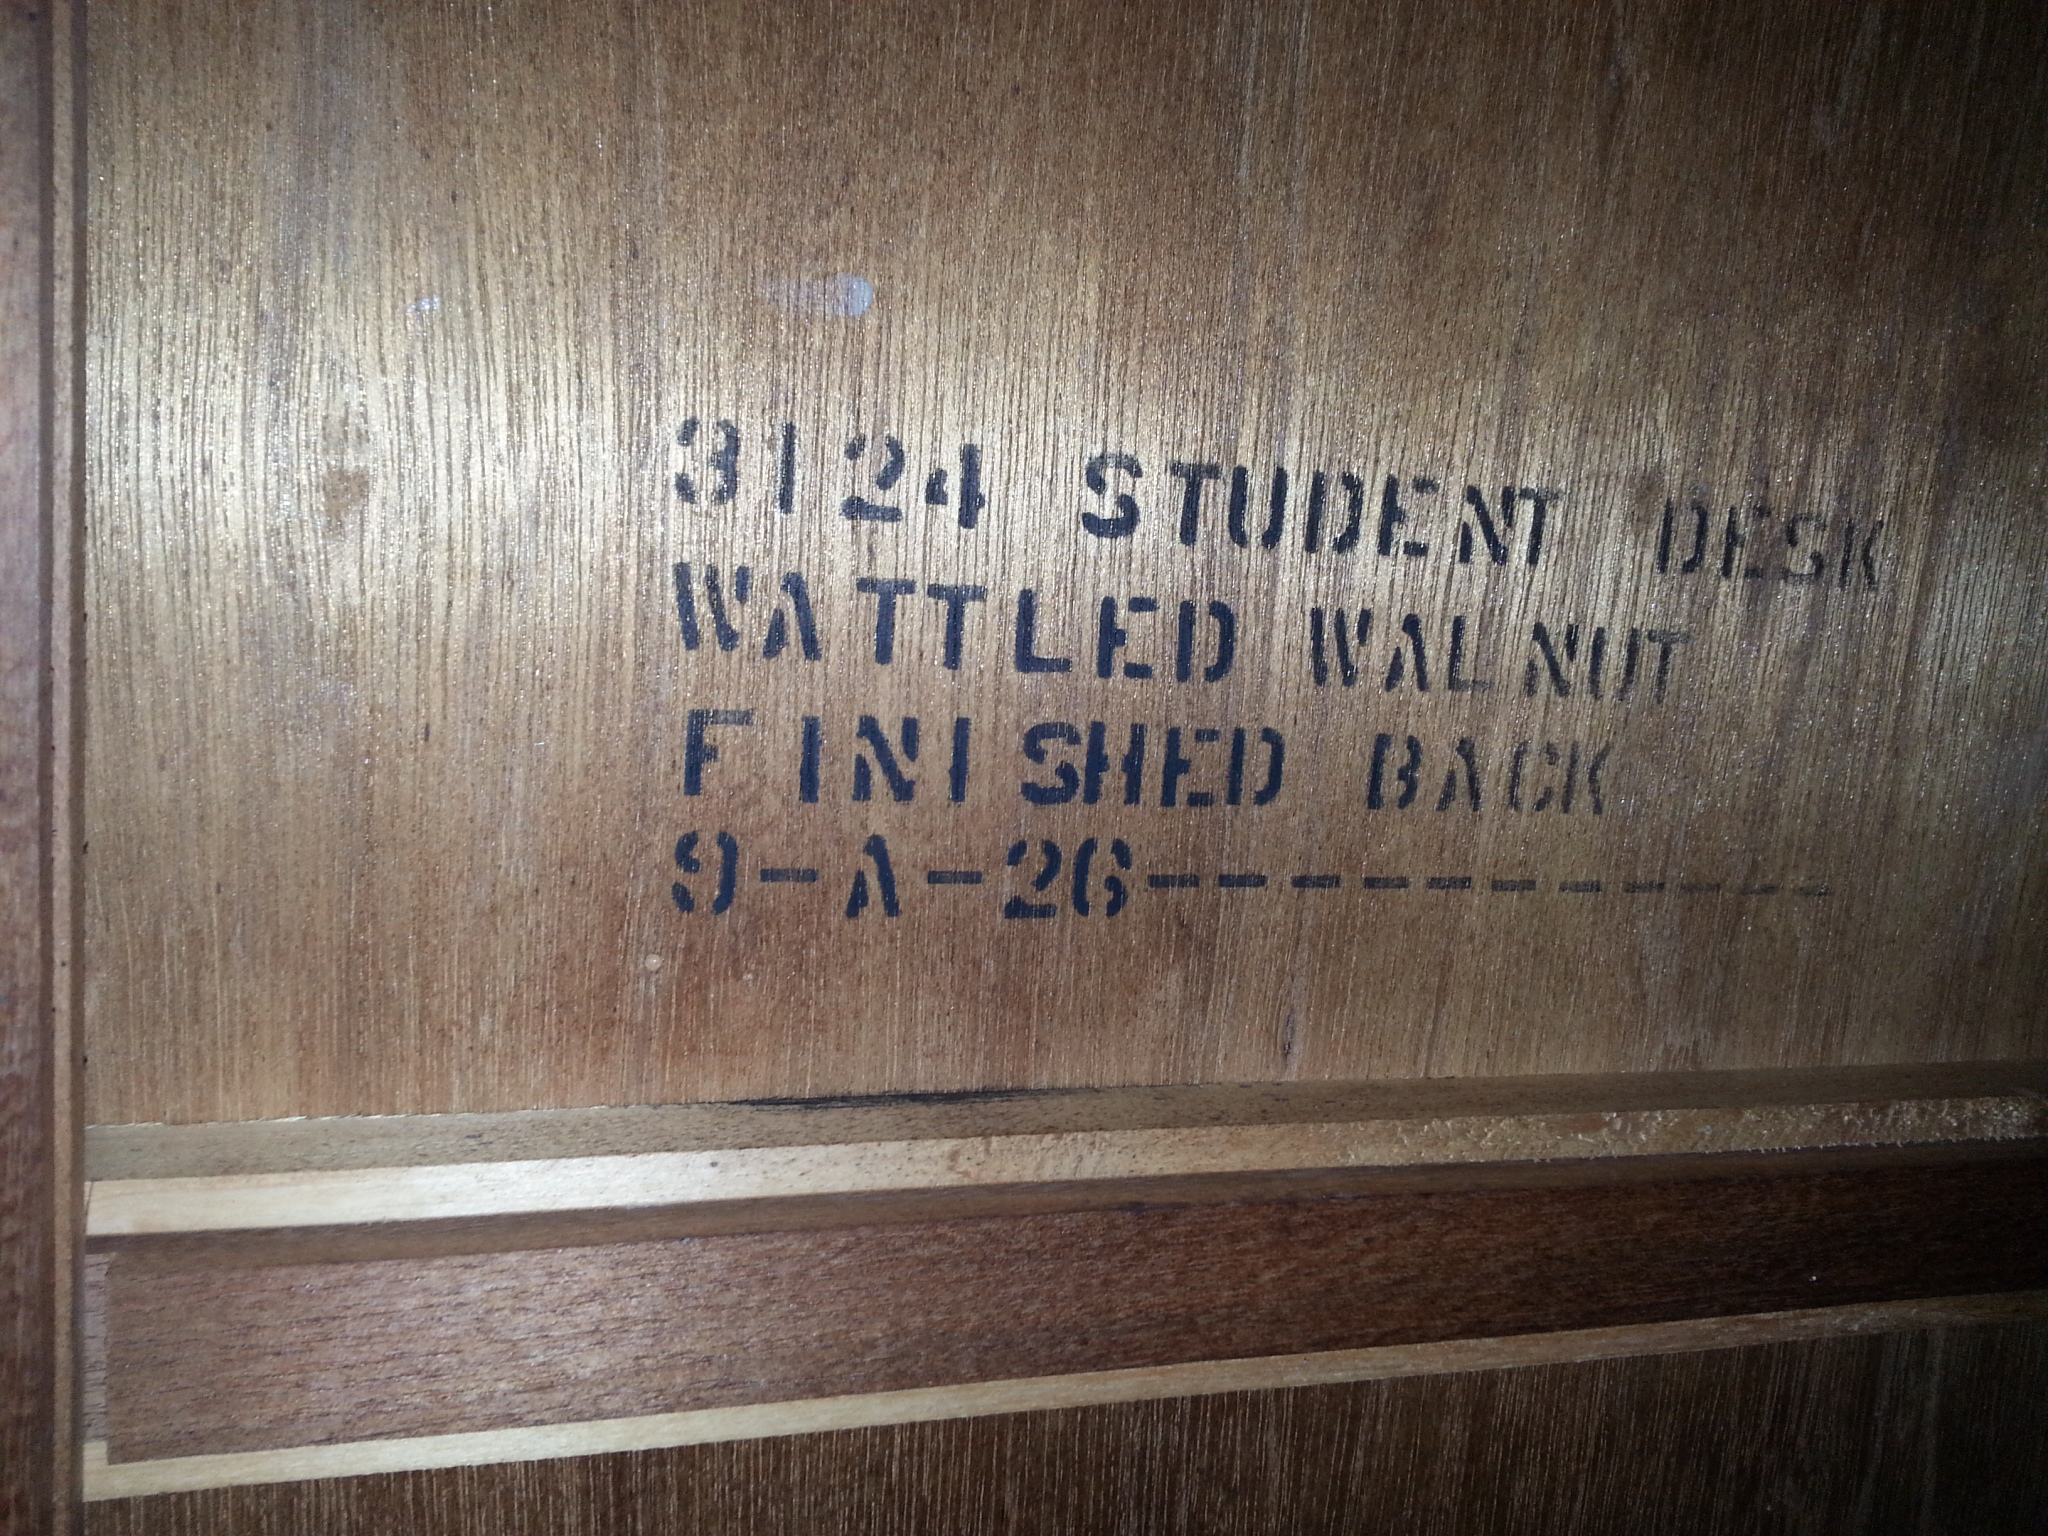 3124 STUDENT DESK
WATTLED WALNUT
FINISHED BACK
9-A-26----------